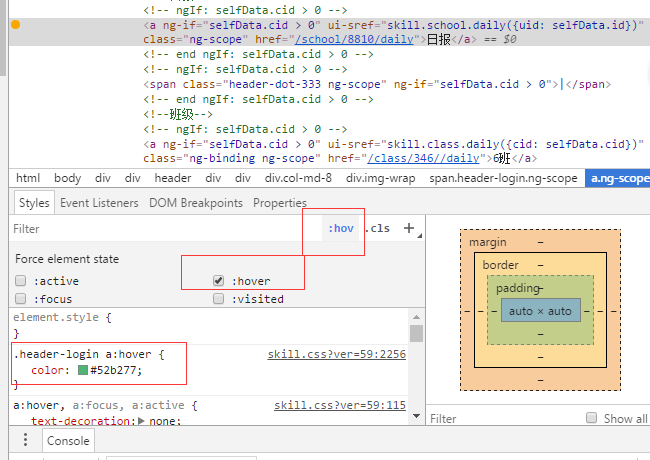 <!-- ngIf: selfData.cid > 0 -->
<a ng-if="selfData.cid > 0" ui-sref="skill.school.daily({uid: selfData.id})"
class="ng-scope" href="/school/8810/daily">日报</a> == $0
<!-- end ngIf: selfData.cid > 0 -->
<!-- ngIf: selfData.cid > 0 -->
<span class="header-dot-333 ng-scope" ng-if="selfData.cid > 0">|</span>
<!-- end ngIf: selfData.cid > 0 -->
<!--班级-->
<!-- ngIf: selfData.cid > 0 -->
<a ng-if="selfData.cid > 0" ui-sref="skill.class.daily({cid: selfData.cid})"
class="ng-binding ng-scope" href="/class/346//daily">6班</a>
html body div header div div div.col-md-8 div.img-wrap span.header-login.ng-scope a.ng-scope
Styles Event Listeners DOM Breakpoints Properties
Filter :hov .cls +
Force element state
:active :hover
:focus :visited
element.style {
}
.header-login a:hover { skill.css?ver=59:2256
color: #52b277;
}
a:hover, a:focus, a:active { skill.css?ver=59:115
text-decoration: none;
margin –
border –
padding –
– – – auto × auto – – –
–
–
–
Filter Show all
Console